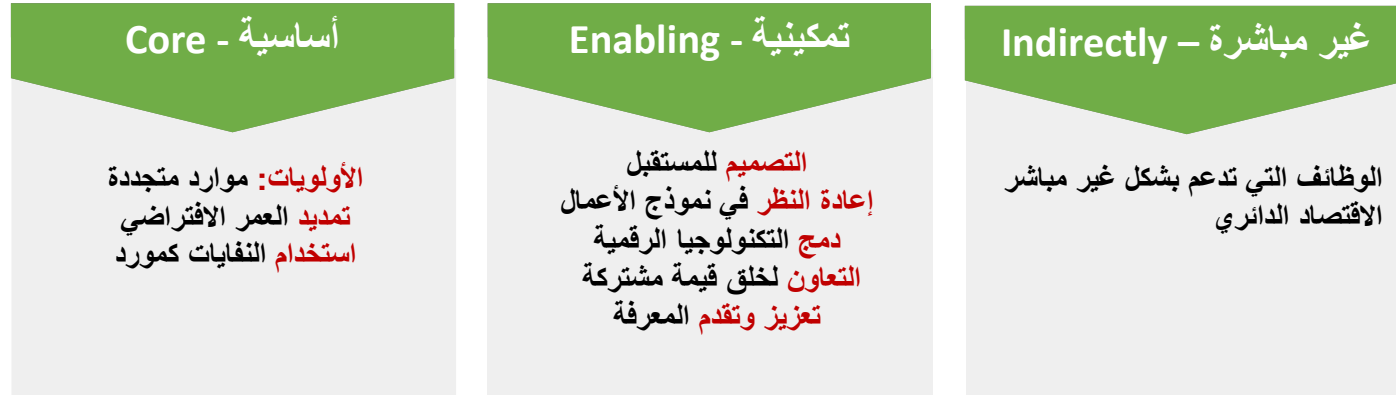 أساسية - Core
الأولويات: موارد متجددة
تمديد العمر الافتراضي
استخدام النفايات كمورد
تمكينية - Enabling
التصميم للمستقبل
إعادة النظر في نموذج الأعمال
دمج التكنولوجيا الرقمية
التعاون لخلق قيمة مشتركة
تعزيز وتقدم المعرفة
غير مباشرة – Indirectly
الوظائف التي تدعم بشكل غير مباشر
الاقتصاد الدائري